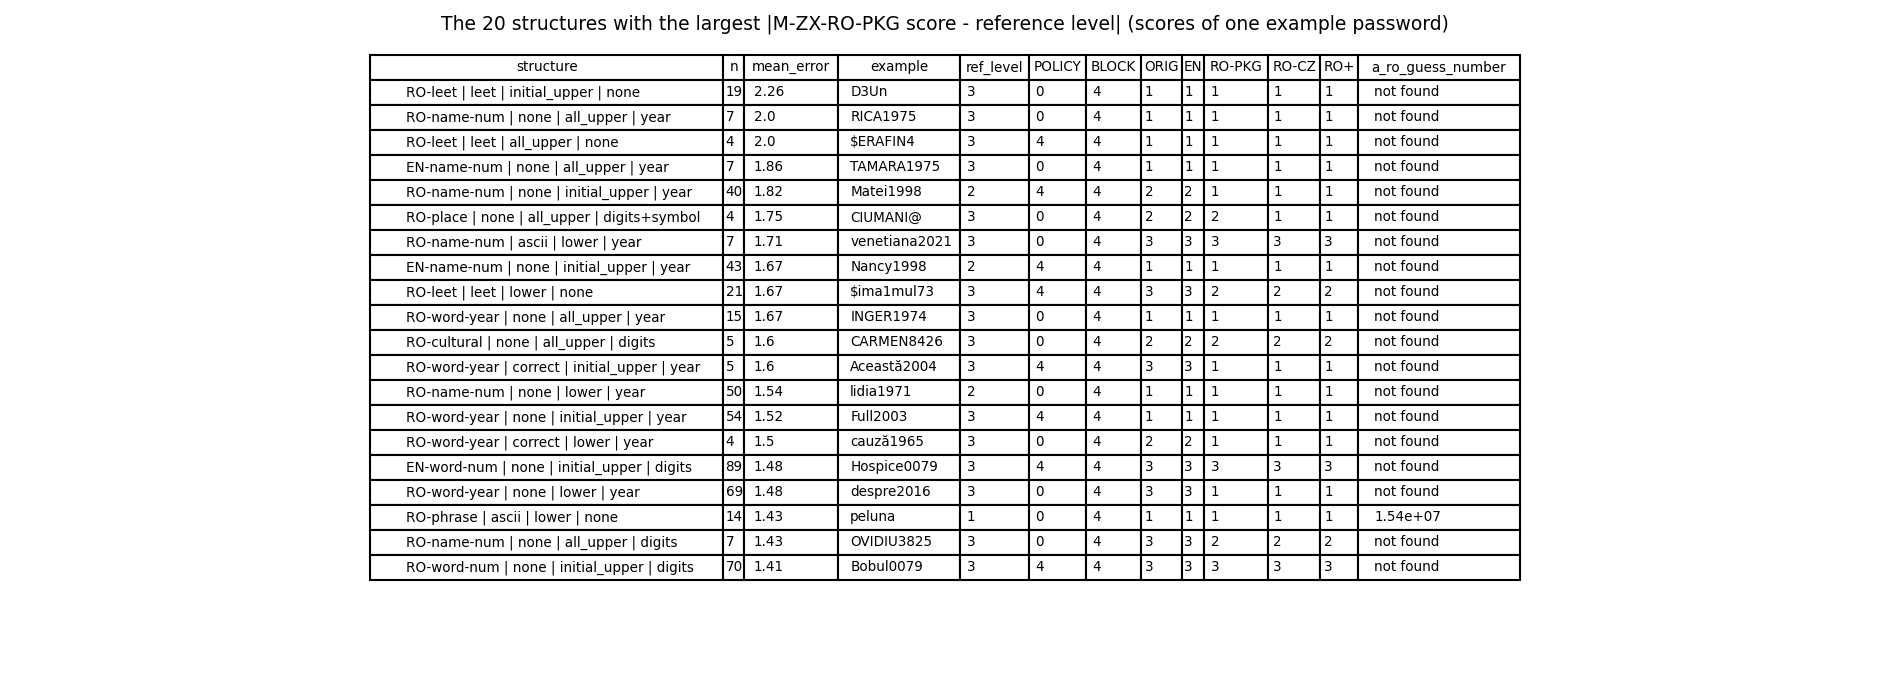 The 20 structures with the largest |M-ZX-RO-PKG score - reference level| (scores of one example password)
structure n mean_error example ref_level POLICY BLOCK ORIG EN RO-PKG RO-CZ RO+ a_ro_guess_number
RO-leet | leet | initial_upper | none 19 2.26 D3Un 3 0 4 1 1 1 1 1 not found
RO-name-num | none | all_upper | year 7 2.0 RICA1975 3 0 4 1 1 1 1 1 not found
RO-leet | leet | all_upper | none 4 2.0 $ERAFIN4 3 4 4 1 1 1 1 1 not found
EN-name-num | none | all_upper | year 7 1.86 TAMARA1975 3 0 4 1 1 1 1 1 not found
RO-name-num | none | initial_upper | year 40 1.82 Matei1998 2 4 4 2 2 1 1 1 not found
RO-place | none | all_upper | digits+symbol 4 1.75 CIUMANI@ 3 0 4 2 2 2 1 1 not found
RO-name-num | ascii | lower | year 7 1.71 venetiana2021 3 0 4 3 3 3 3 3 not found
EN-name-num | none | initial_upper | year 43 1.67 Nancy1998 2 4 4 1 1 1 1 1 not found
RO-leet | leet | lower | none 21 1.67 $ima1mul73 3 4 4 3 3 2 2 2 not found
RO-word-year | none | all_upper | year 15 1.67 INGER1974 3 0 4 1 1 1 1 1 not found
RO-cultural | none | all_upper | digits 5 1.6 CARMEN8426 3 0 4 2 2 2 2 2 not found
RO-word-year | correct | initial_upper | year 5 1.6 Această2004 3 4 4 3 3 1 1 1 not found
RO-name-num | none | lower | year 50 1.54 lidia1971 2 0 4 1 1 1 1 1 not found
RO-word-year | none | initial_upper | year 54 1.52 Full2003 3 4 4 1 1 1 1 1 not found
RO-word-year | correct | lower | year 4 1.5 cauză1965 3 0 4 2 2 1 1 1 not found
EN-word-num | none | initial_upper | digits 89 1.48 Hospice0079 3 4 4 3 3 3 3 3 not found
RO-word-year | none | lower | year 69 1.48 despre2016 3 0 4 3 3 1 1 1 not found
RO-phrase | ascii | lower | none 14 1.43 peluna 1 0 4 1 1 1 1 1 1.54e+07
RO-name-num | none | all_upper | digits 7 1.43 OVIDIU3825 3 0 4 3 3 2 2 2 not found
RO-word-num | none | initial_upper | digits 70 1.41 Bobul0079 3 4 4 3 3 3 3 3 not found